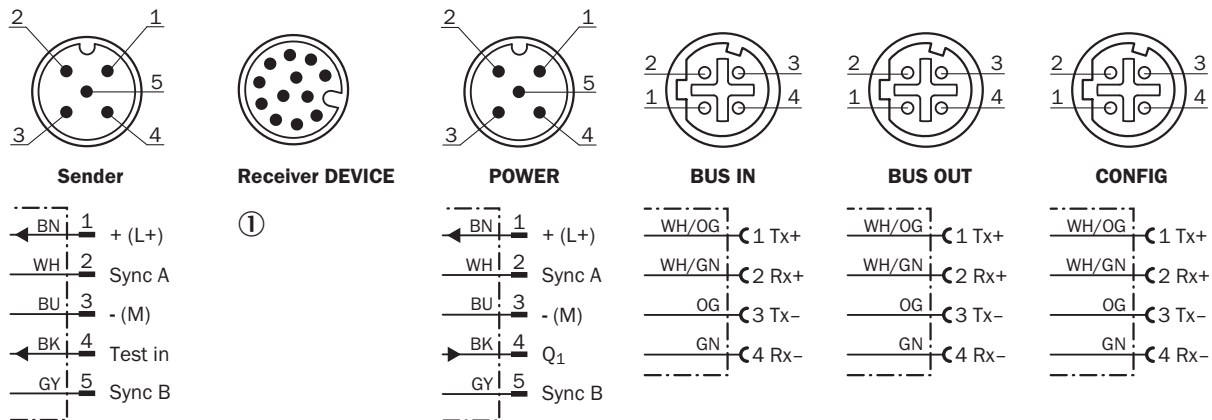 2 1
5
3 4
Sender
BN 1 + (L+)
WH 2 Sync A
BU 3 - (M)
BK 4 Test in
GY 5 Sync B
Receiver DEVICE
①
2 1
5
3 4
POWER
BN 1 + (L+)
WH 2 Sync A
BU 3 - (M)
BK 4 Q₁
GY 5 Sync B
2 3
1 4
BUS IN
WH/OG 1 Tx+
WH/GN 2 Rx+
OG 3 Tx–
GN 4 Rx–
2 3
1 4
BUS OUT
WH/OG 1 Tx+
WH/GN 2 Rx+
OG 3 Tx–
GN 4 Rx–
2 3
1 4
CONFIG
WH/OG 1 Tx+
WH/GN 2 Rx+
OG 3 Tx–
GN 4 Rx–